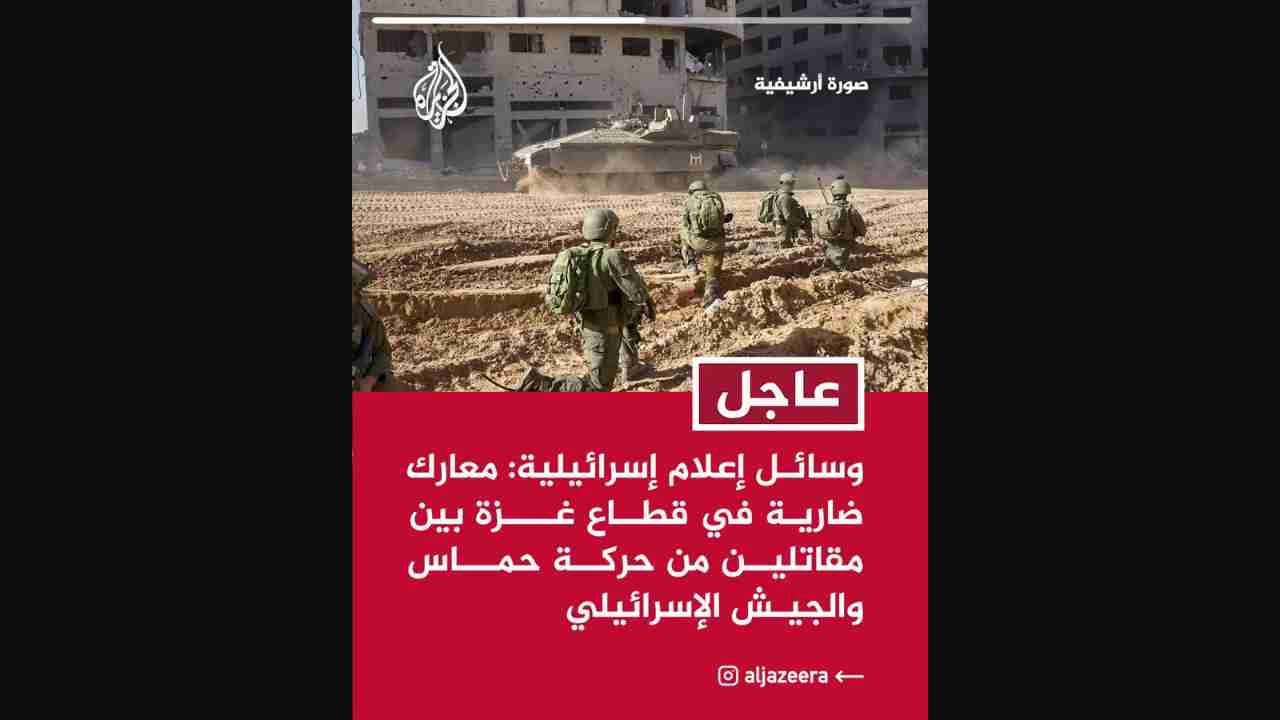 الجزيرة
صورة أرشيفية
عاجل
وسائل إعلام إسرائيلية: معارك
ضارية في قطاع غزة بين
مقاتلين من حركة حماس
والجيش الإسرائيلي
aljazeera